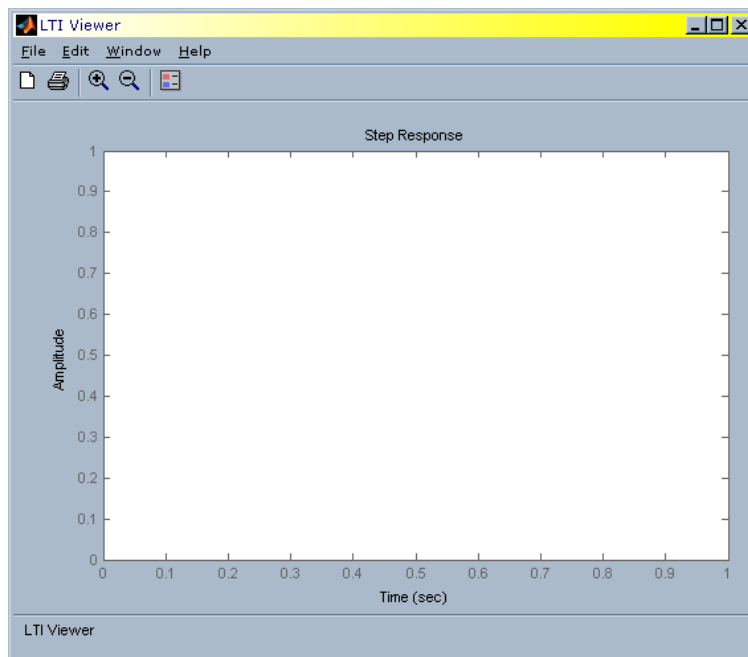 LTI Viewer
File Edit Window Help
Step Response
1
0.9
0.8
0.7
0.6
0.5
0.4
0.3
0.2
0.1
0
Amplitude
0 0.1 0.2 0.3 0.4 0.5 0.6 0.7 0.8 0.9 1
Time (sec)
LTI Viewer